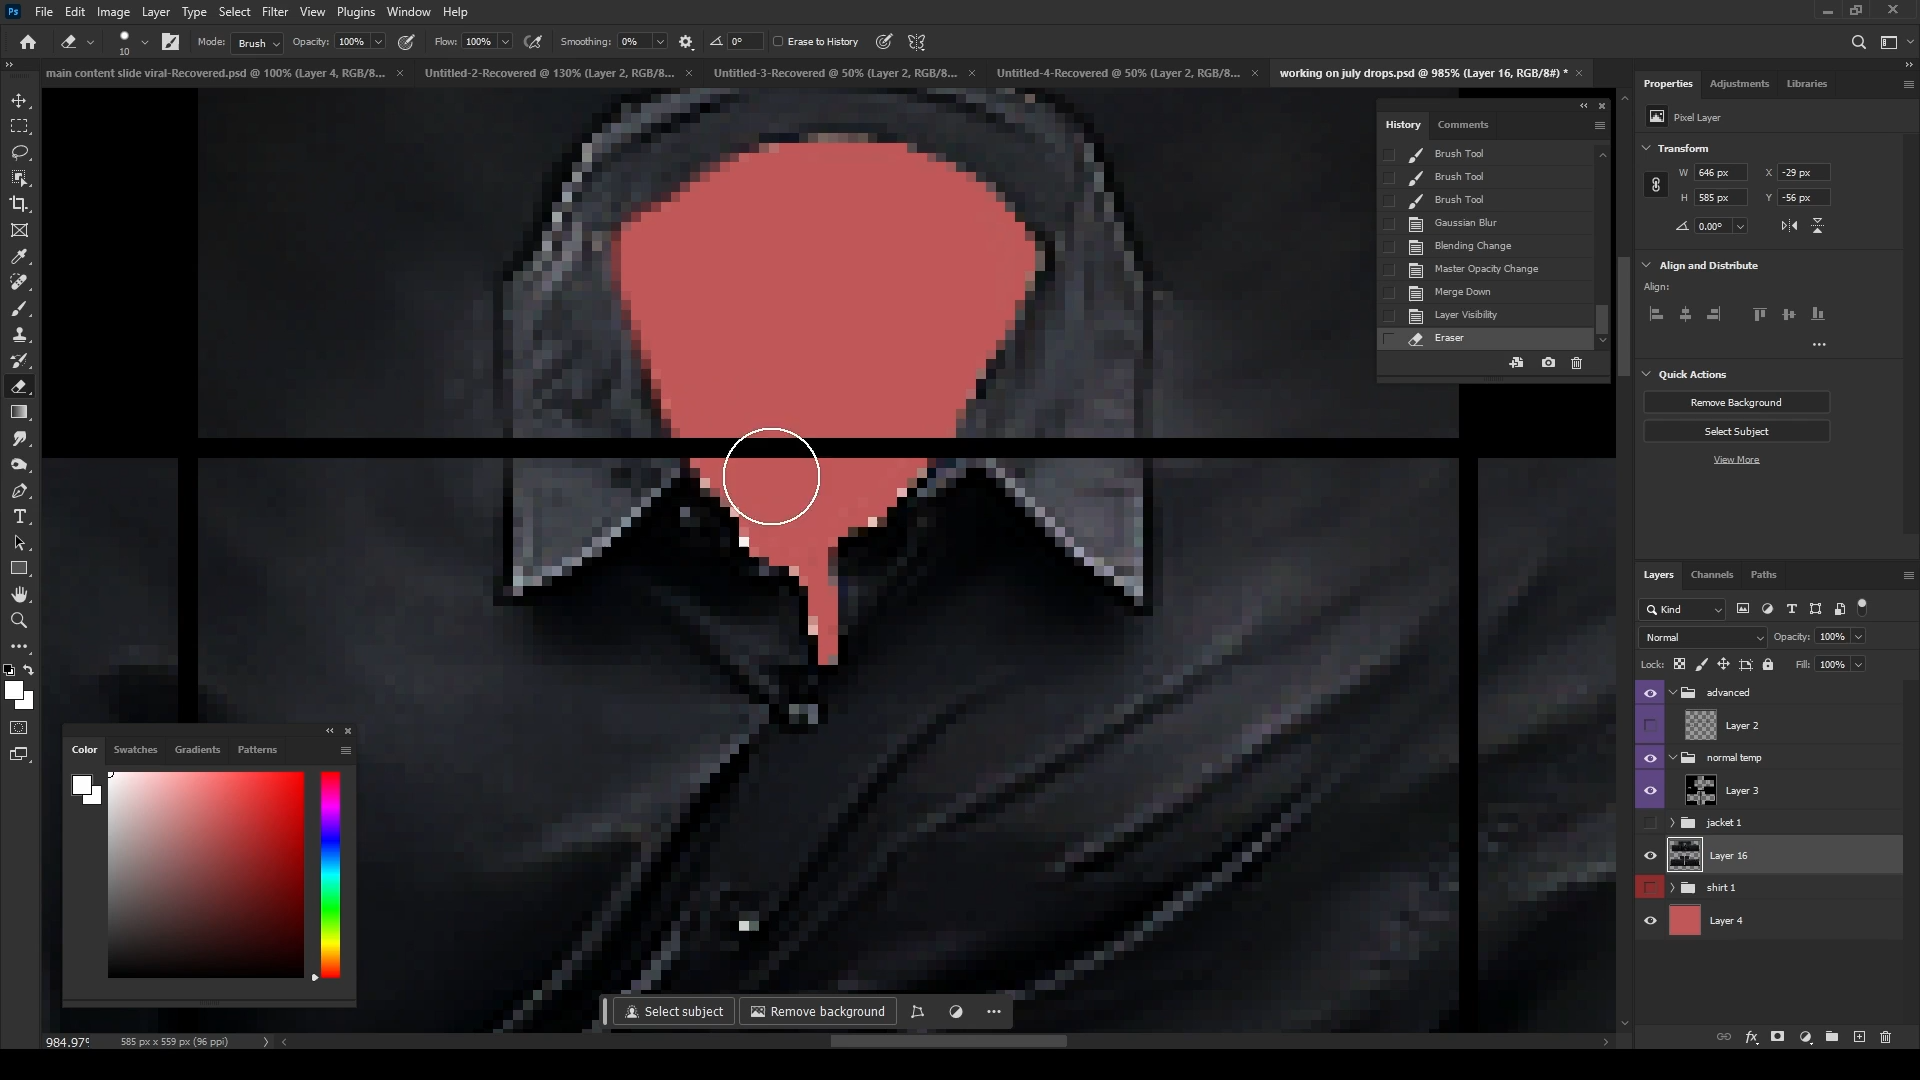 Ps File Edit Image Layer Type Select Filter View Plugins Window Help
10 Mode: Brush Opacity: 100% Flow: 100% Smoothing: 0% 0° Erase to History
main content slide viral-Recovered.psd @ 100% (Layer 4, RGB/8... × Untitled-2-Recovered @ 130% (Layer 2, RGB/8... × Untitled-3-Recovered @ 50% (Layer 2, RGB/8... × Untitled-4-Recovered @ 50% (Layer 2, RGB/8... × working on july drops.psd @ 985% (Layer 16, RGB/8#) * ×
History Comments
Brush Tool
Brush Tool
Brush Tool
Gaussian Blur
Blending Change
Master Opacity Change
Merge Down
Layer Visibility
Eraser
Properties Adjustments Libraries
Pixel Layer
Transform
W 646 px X -29 px
H 585 px Y -56 px
0.00°
Align and Distribute
Align:
Quick Actions
Remove Background
Select Subject
View More
Layers Channels Paths
Kind
Normal Opacity: 100%
Lock: Fill: 100%
advanced
Layer 2
normal temp
Layer 3
jacket 1
Layer 16
shirt 1
Layer 4
Color Swatches Gradients Patterns
Select subject Remove background
984.97% 585 px x 559 px (96 ppi)